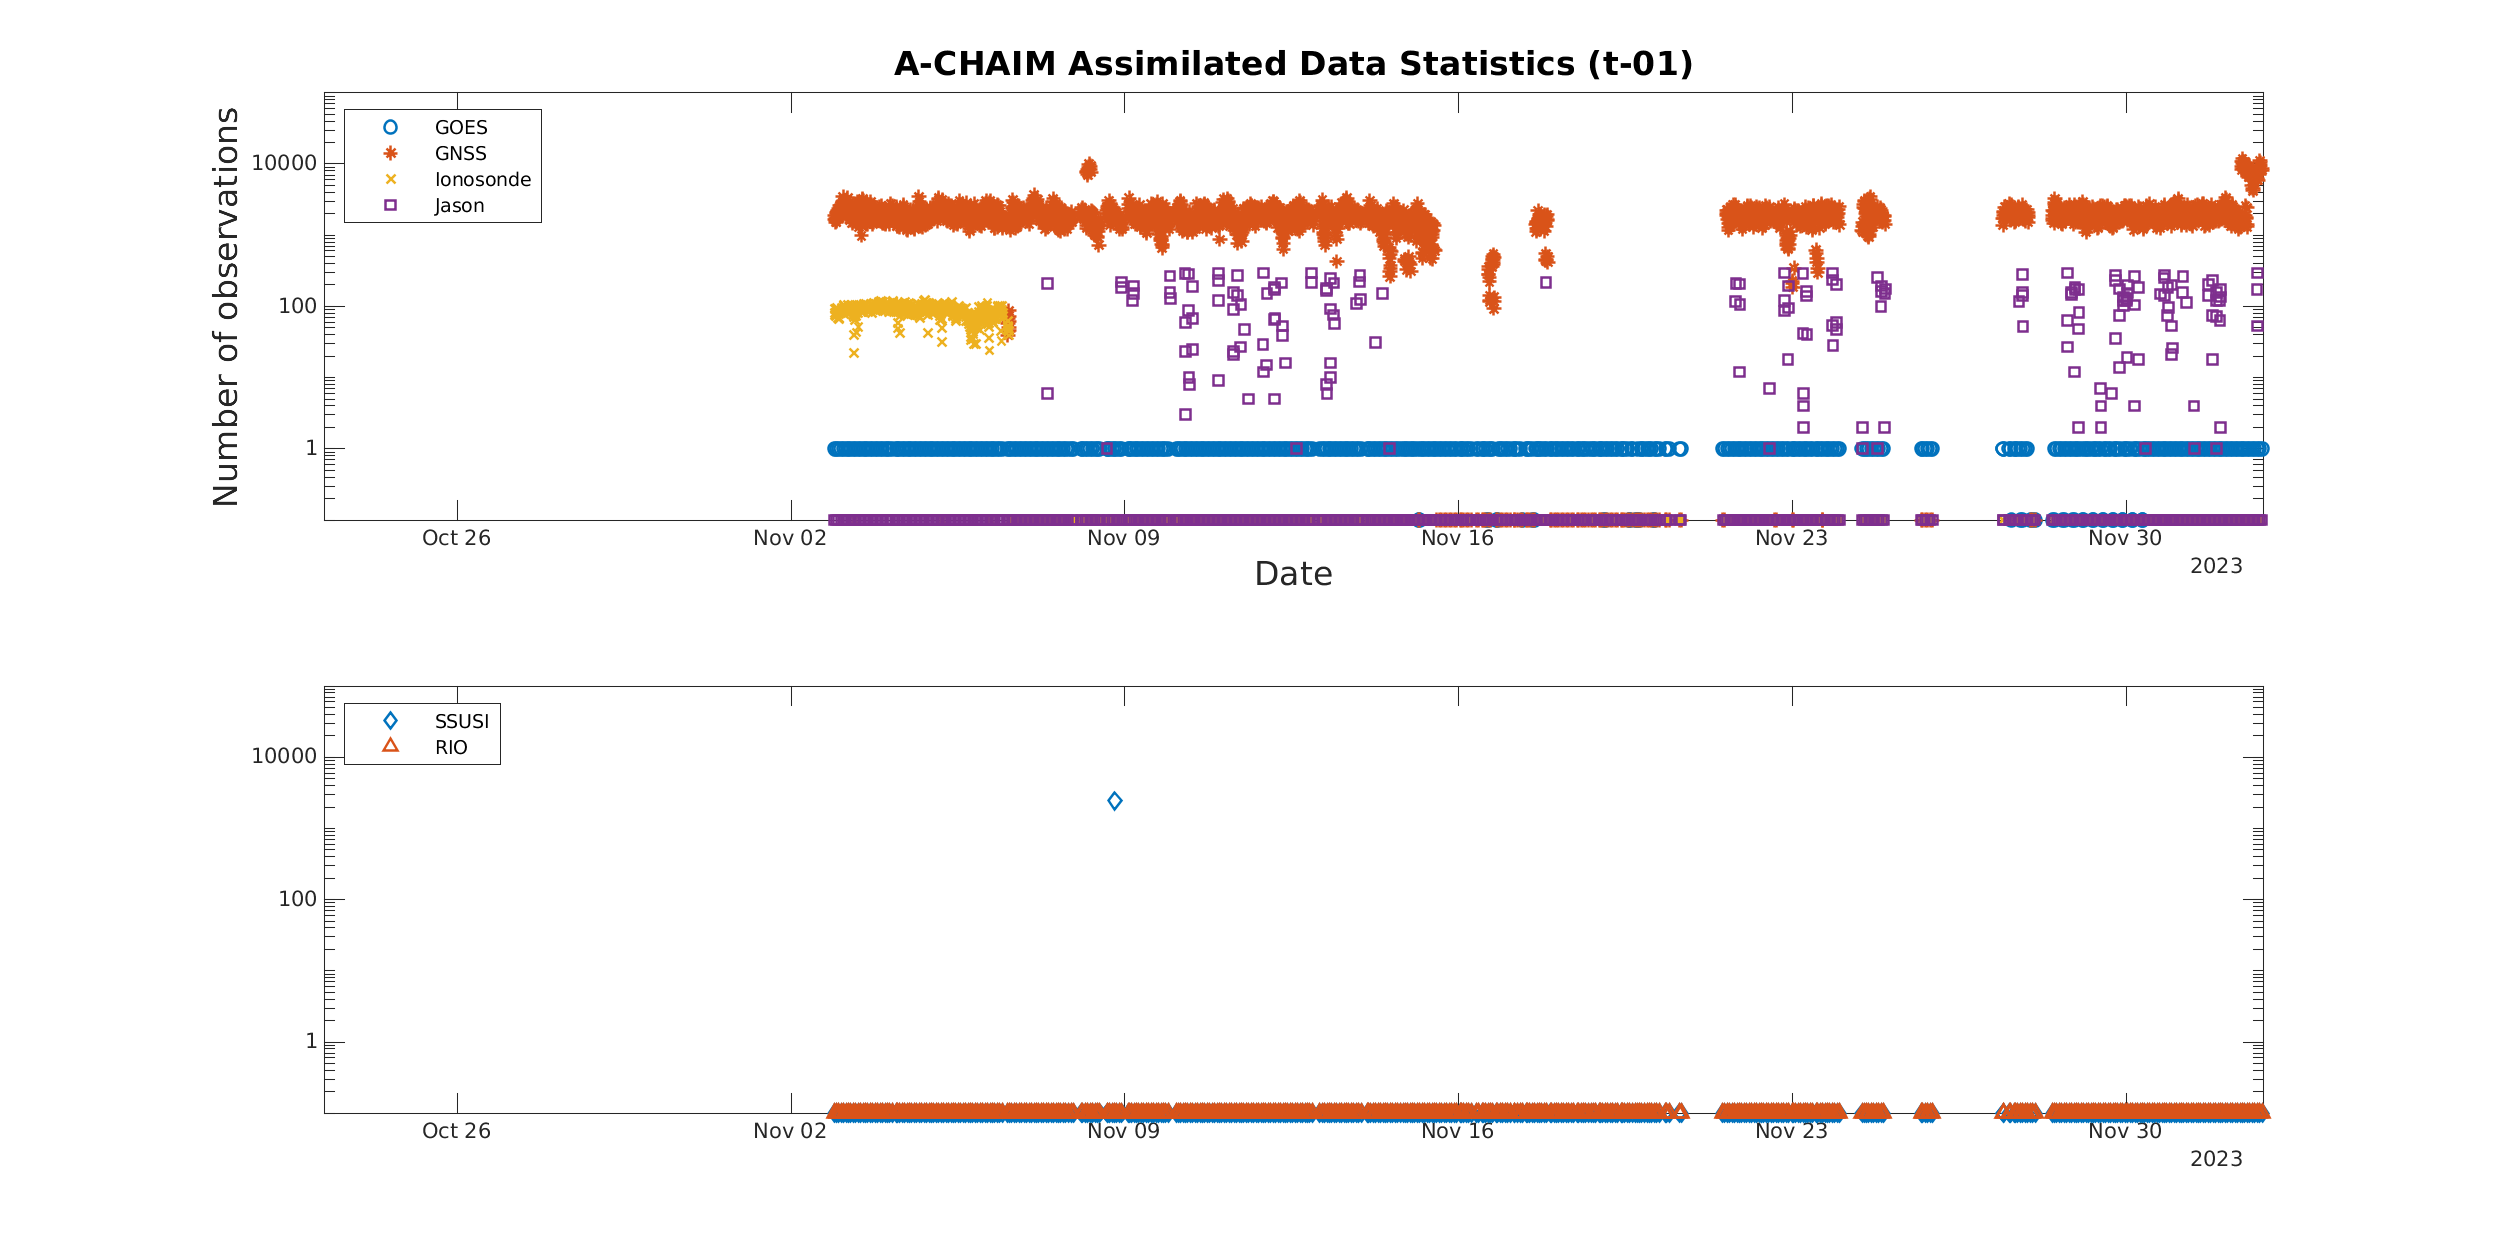 A-CHAIM Assimilated Data Statistics (t-01)
Number of observations
10000
100
1
GOES
GNSS
Ionosonde
Jason
Oct 26
Nov 02
Nov 09
Nov 16
Nov 23
Nov 30
2023
Date
10000
100
1
SSUSI
RIO
Oct 26
Nov 02
Nov 09
Nov 16
Nov 23
Nov 30
2023